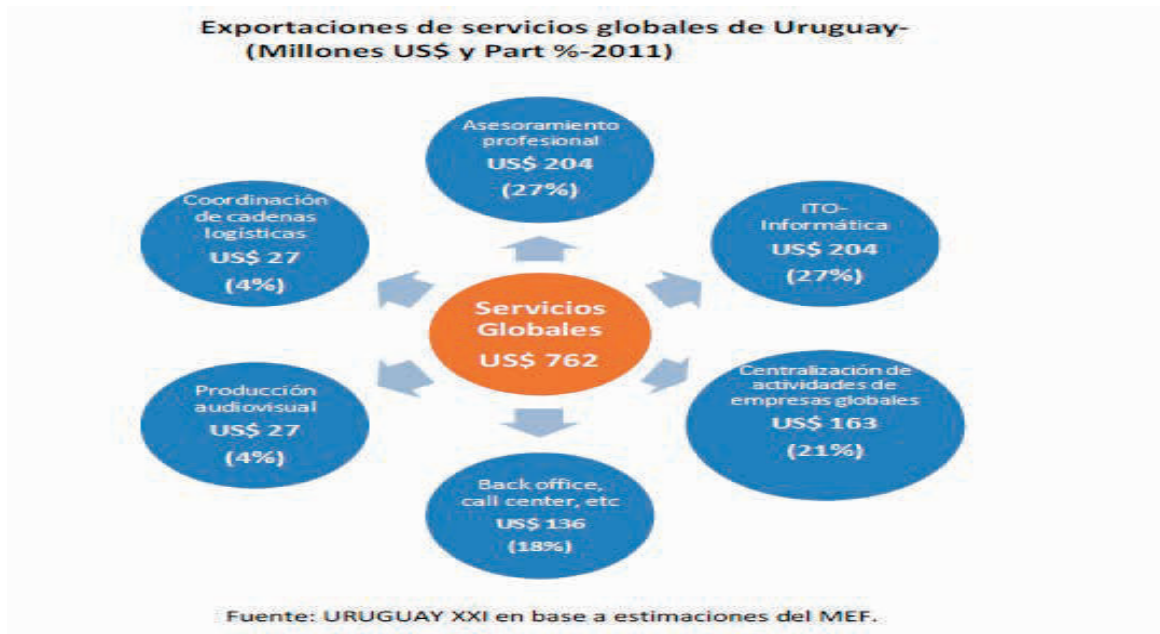 Exportaciones de servicios globales de Uruguay-
(Millones US$ y Part %-2011)
Asesoramiento
profesional
US$ 204
(27%)
ITO-
Informática
US$ 204
(27%)
Centralización de
actividades de
empresas globales
US$ 163
(21%)
Back office,
call center, etc
US$ 136
(18%)
Producción
audiovisual
US$ 27
(4%)
Coordinación
de cadenas
logísticas
US$ 27
(4%)
Servicios
Globales
US$ 762
Fuente: URUGUAY XXI en base a estimaciones del MEF.